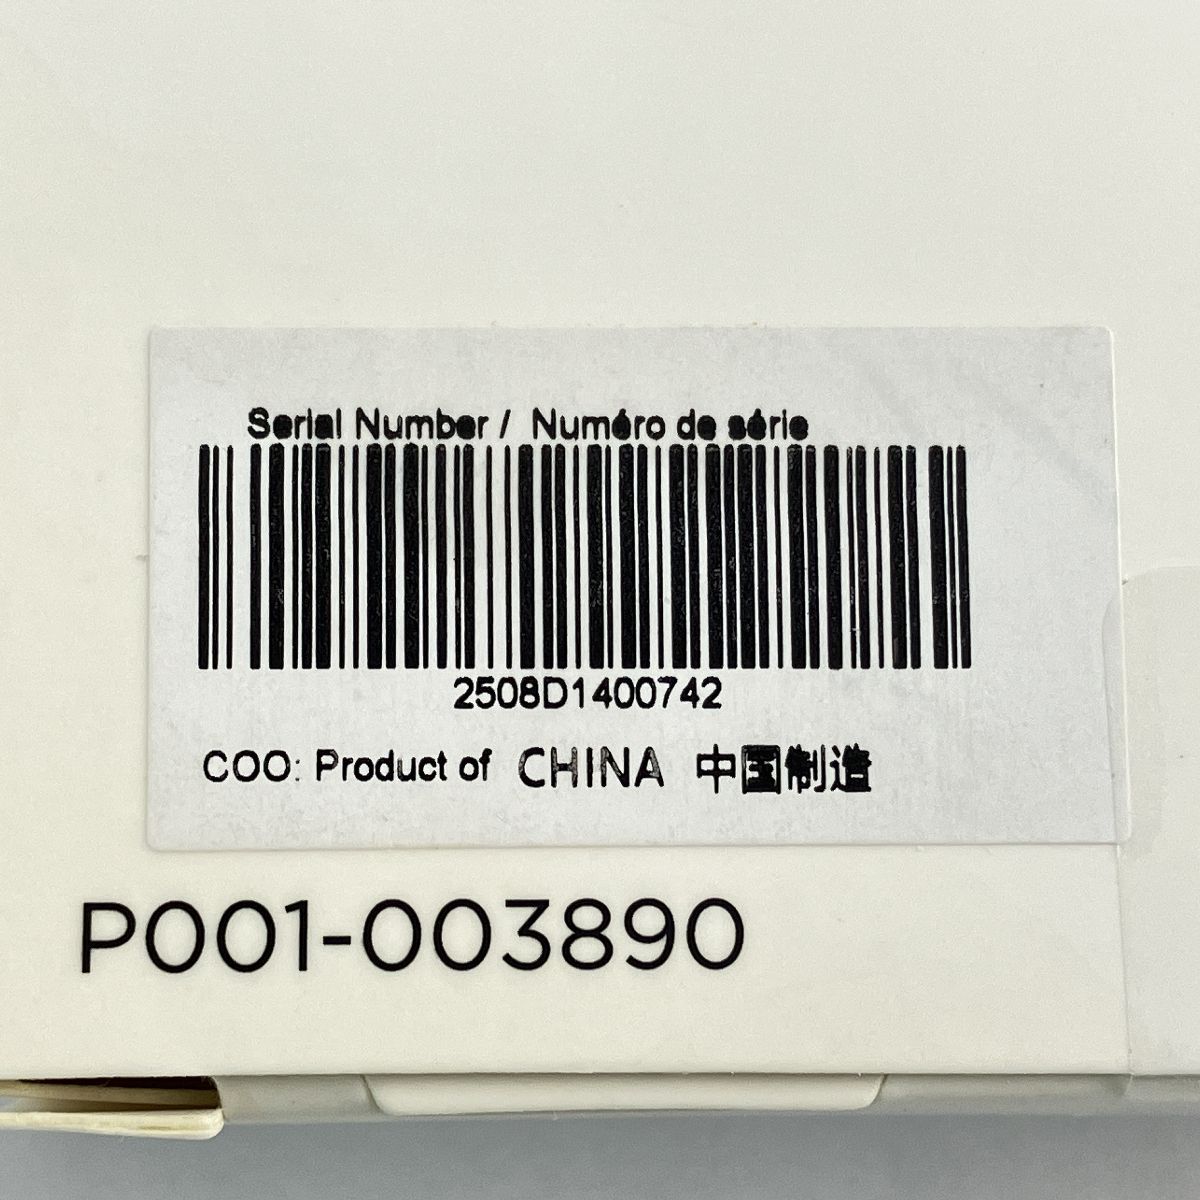 Serial Number / Numéro de série
2508D1400742
COO: Product of CHINA 中国制造
P001-003890